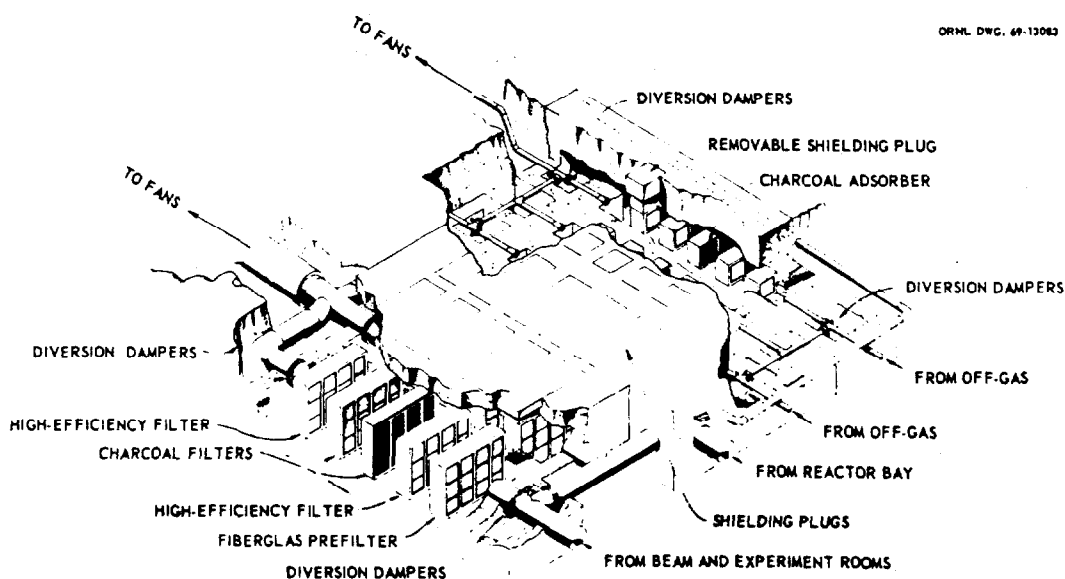 ORNL DWG. 69-13083
TO FANS
DIVERSION DAMPERS
REMOVABLE SHIELDING PLUG
CHARCOAL ADSORBER
TO FANS
DIVERSION DAMPERS
DIVERSION DAMPERS
FROM OFF-GAS
HIGH-EFFICIENCY FILTER
FROM OFF-GAS
CHARCOAL FILTERS
FROM REACTOR BAY
HIGH-EFFICIENCY FILTER
SHIELDING PLUGS
FIBERGLAS PREFILTER
FROM BEAM AND EXPERIMENT ROOMS
DIVERSION DAMPERS